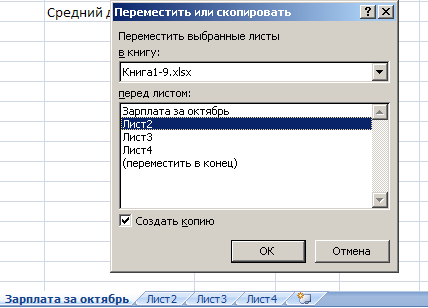 Средний д
Переместить или скопировать
Переместить выбранные листы
в книгу:
Книга1-9.xlsx
перед листом:
Зарплата за октябрь
Лист2
Лист3
Лист4
(переместить в конец)
Создать копию
ОК
Отмена
Зарплата за октябрь Лист2 Лист3 Лист4